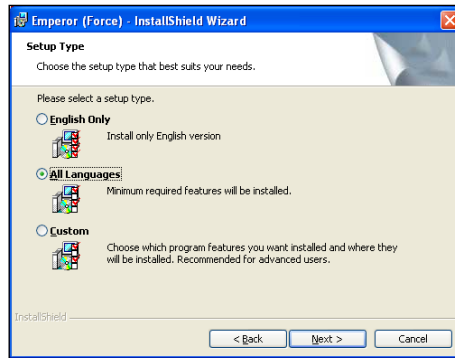 Emperor (Force) - InstallShield Wizard
Setup Type
Choose the setup type that best suits your needs.
Please select a setup type.
English Only
Install only English version
All Languages
Minimum required features will be installed.
Custom
Choose which program features you want installed and where they
will be installed. Recommended for advanced users.
InstallShield
< Back
Next >
Cancel